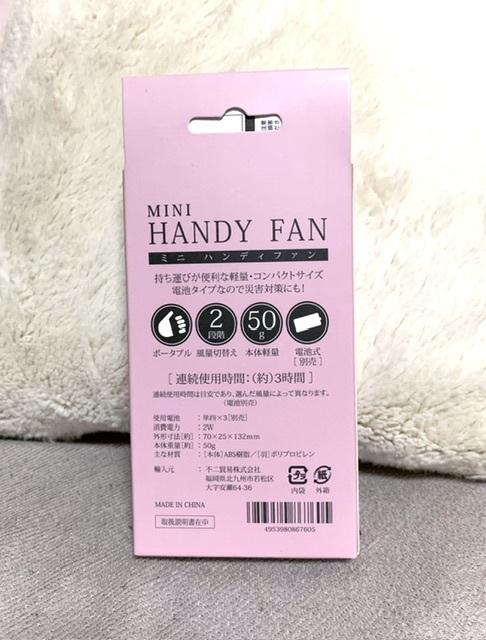 MINI
HANDY FAN
ミニ ハンディファン
持ち運びが便利な軽量・コンパクトサイズ
電池タイプなので災害対策にも!
2
段階
50
g
ポータブル 風量切替え 本体軽量 電池式
[別売]
[ 連続使用時間:(約)3時間 ]
連続使用時間は目安であり、選んだ風量によって異なります。
(電池別売)
使用電池 : 単四×3[別売]
消費電力 : 2W
外形寸法[約] : 70×25×132mm
本体重量[約] : 50g
主な材質 : [本体]ABS樹脂/[羽]ポリプロピレン
輸入元 : 不二貿易株式会社
福岡県北九州市若松区
大字安瀬64-36
プラ 紙
内袋 外箱
MADE IN CHINA
取扱説明書在中
4953980867605